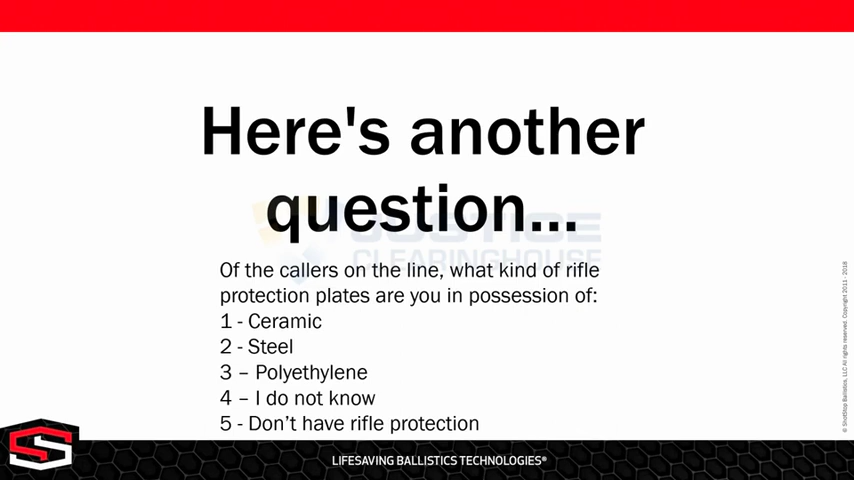 Here's another
question...
JUSTICE
CLEARINGHOUSE
Of the callers on the line, what kind of rifle
protection plates are you in possession of:
1 - Ceramic
2 - Steel
3 – Polyethylene
4 – I do not know
5 - Don’t have rifle protection
LIFESAVING BALLISTICS TECHNOLOGIES®
© ShotStop Ballistics, LLC All rights reserved. Copyright 2011 - 2018